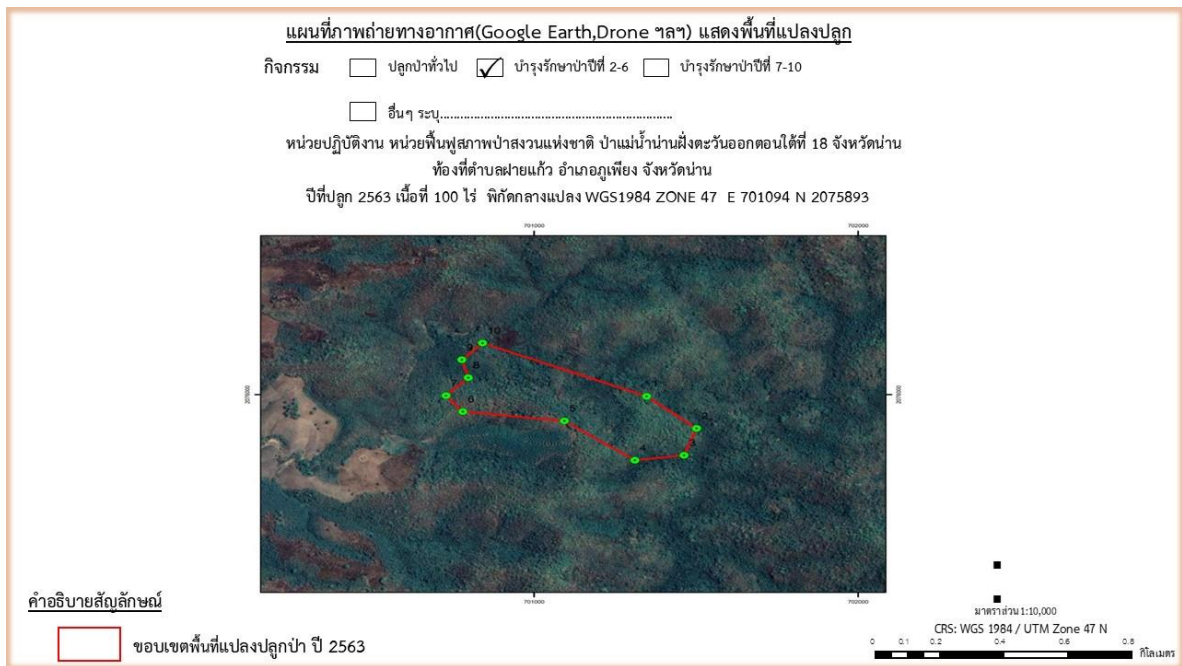 แผนที่ภาพถ่ายทางอากาศ(Google Earth,Drone ฯลฯ) แสดงพื้นที่แปลงปลูก
กิจกรรม ปลูกป่าทั่วไป บำรุงรักษาป่าปีที่ 2-6 บำรุงรักษาป่าปีที่ 7-10
อื่นๆ ระบุ......................................................................
หน่วยปฏิบัติงาน หน่วยฟื้นฟูสภาพป่าสงวนแห่งชาติ ป่าแม่น้ำน่านฝั่งตะวันออกตอนใต้ที่ 18 จังหวัดน่าน
ท้องที่ตำบลฝายแก้ว อำเภอภูเพียง จังหวัดน่าน
ปีที่ปลูก 2563 เนื้อที่ 100 ไร่ พิกัดกลางแปลง WGS1984 ZONE 47 E 701094 N 2075893
701000 702000
10
9
8
1
2076000 2076000
7
6
5
2
3
4
701000 702000
คำอธิบายสัญลักษณ์
ขอบเขตพื้นที่แปลงปลูกป่า ปี 2563
มาตราส่วน 1:10,000
CRS: WGS 1984 / UTM Zone 47 N
0 0.1 0.2 0.4 0.6 0.8
กิโลเมตร